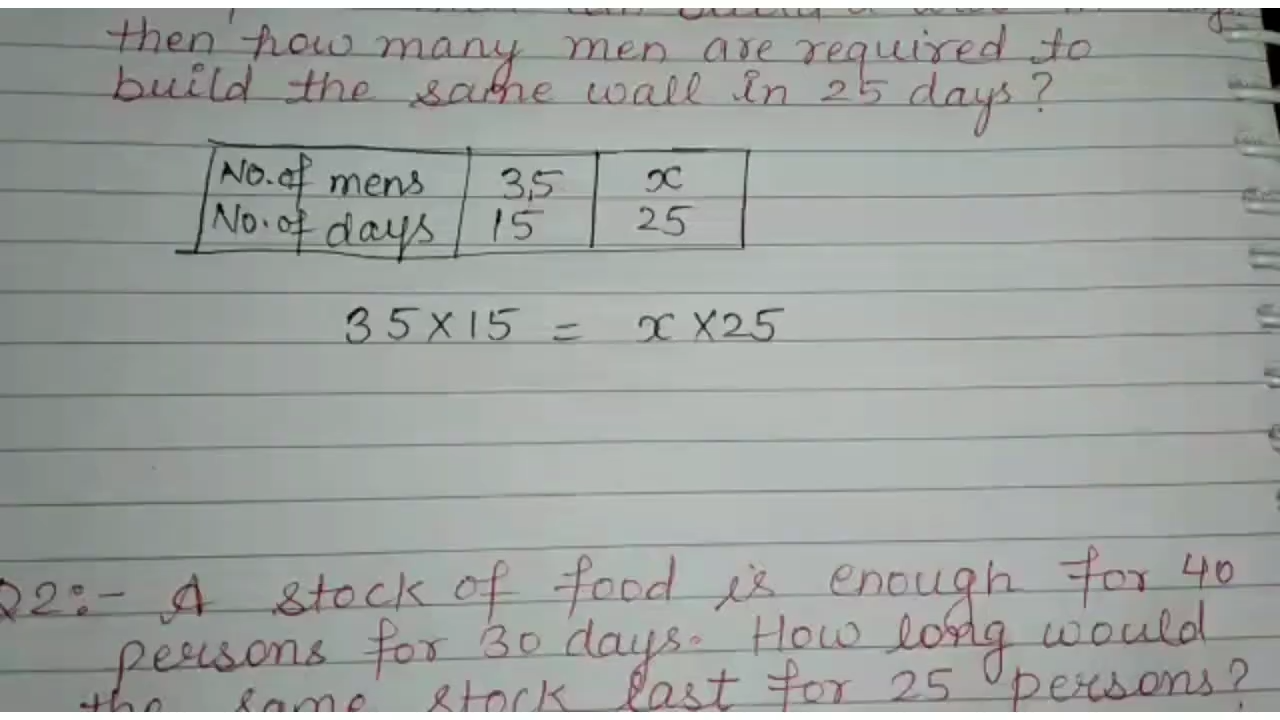 then how many men are required to
build the same wall in 25 days?
No. of mens 35 x
No. of days 15 25
35 × 15 = x × 25
Q2:- A stock of food is enough for 40
persons for 30 days. How long would
the same stock last for 25 persons?